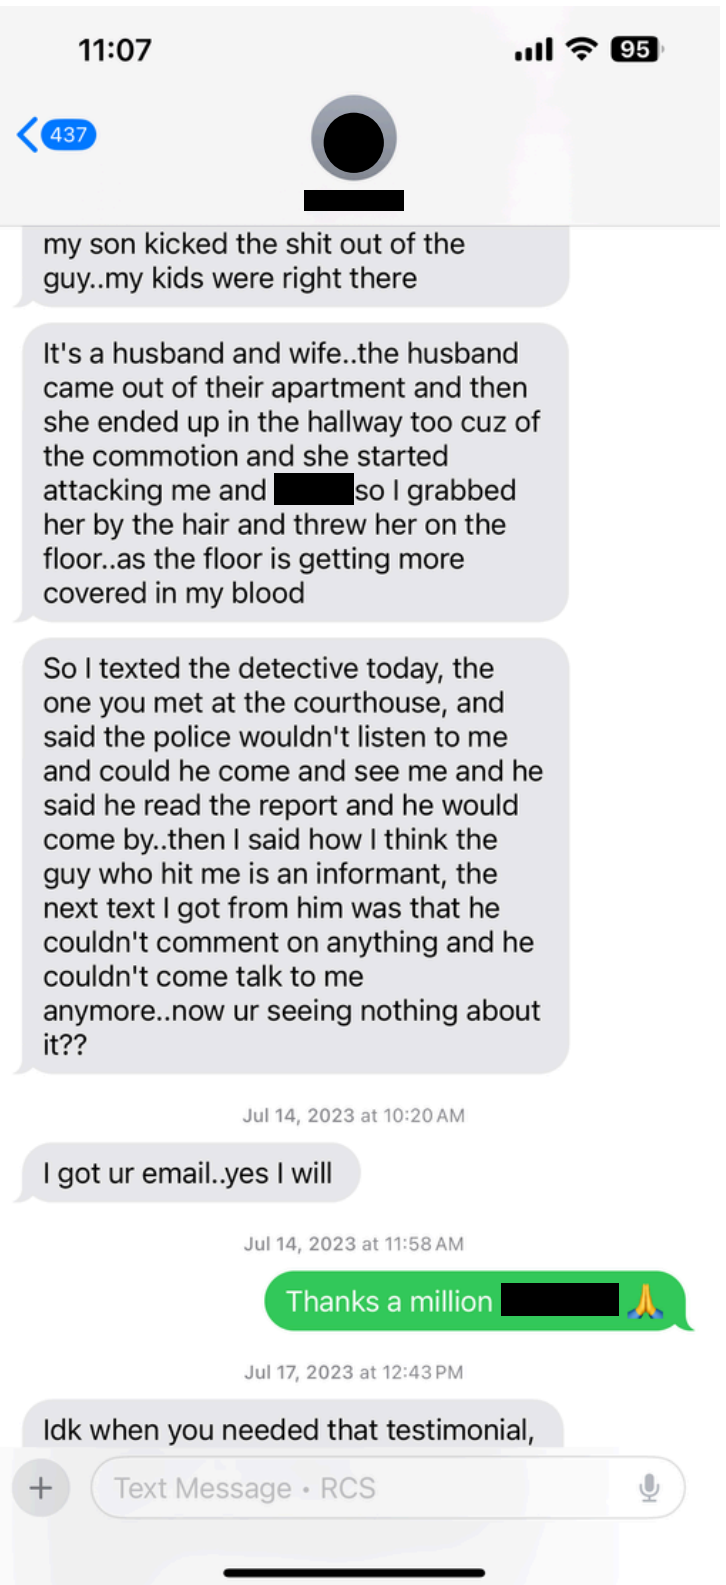 11:07
95
437
my son kicked the shit out of the
guy..my kids were right there
It's a husband and wife..the husband
came out of their apartment and then
she ended up in the hallway too cuz of
the commotion and she started
attacking me and so I grabbed
her by the hair and threw her on the
floor..as the floor is getting more
covered in my blood
So I texted the detective today, the
one you met at the courthouse, and
said the police wouldn't listen to me
and could he come and see me and he
said he read the report and he would
come by..then I said how I think the
guy who hit me is an informant, the
next text I got from him was that he
couldn't comment on anything and he
couldn't come talk to me
anymore..now ur seeing nothing about
it??
Jul 14, 2023 at 10:20 AM
I got ur email..yes I will
Jul 14, 2023 at 11:58 AM
Thanks a million 🙏
Jul 17, 2023 at 12:43 PM
Idk when you needed that testimonial,
Text Message • RCS